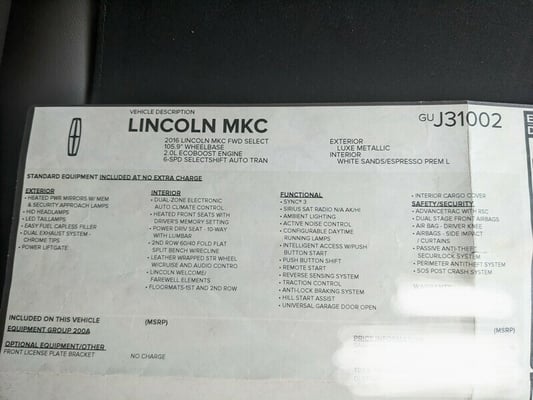 VEHICLE DESCRIPTION
LINCOLN MKC
2016 LINCOLN MKC FWD SELECT
105.9" WHEELBASE
2.0L ECOBOOST ENGINE
6-SPD SELECTSHIFT AUTO TRAN
GU J31002
EXTERIOR
LUXE METALLIC
INTERIOR
WHITE SANDS/ESPRESSO PREM L
STANDARD EQUIPMENT INCLUDED AT NO EXTRA CHARGE
EXTERIOR
• HEATED PWR MIRRORS W/ MEM
& SECURITY APPROACH LAMPS
• HID HEADLAMPS
• LED TAILLAMPS
• EASY FUEL CAPLESS FILLER
• DUAL EXHAUST SYSTEM -
CHROME TIPS
• POWER LIFTGATE
INTERIOR
• DUAL-ZONE ELECTRONIC
AUTO CLIMATE CONTROL
• HEATED FRONT SEATS WITH
DRIVER'S MEMORY SETTING
• POWER DRIV SEAT - 10-WAY
WITH LUMBAR
• 2ND ROW 60/40 FOLD FLAT
SPLIT BENCH W/RECLINE
• LEATHER WRAPPED STR WHEEL
W/CRUISE AND AUDIO CONTRO
• LINCOLN WELCOME/
FAREWELL ELEMENTS
• FLOORMATS-1ST AND 2ND ROW
FUNCTIONAL
• SYNC® 3
• SIRIUS SAT RADIO N/A AK/HI
• AMBIENT LIGHTING
• ACTIVE NOISE CONTROL
• CONFIGURABLE DAYTIME
RUNNING LAMPS
• INTELLIGENT ACCESS W/PUSH
BUTTON START
• PUSH BUTTON SHIFT
• REMOTE START
• REVERSE SENSING SYSTEM
• TRACTION CONTROL
• ANTI-LOCK BRAKING SYSTEM
• HILL START ASSIST
• UNIVERSAL GARAGE DOOR OPEN
• INTERIOR CARGO COVER
SAFETY/SECURITY
• ADVANCETRAC WITH RSC
• DUAL STAGE FRONT AIRBAGS
• AIR BAG - DRIVER KNEE
• AIRBAGS - SIDE IMPACT
/ CURTAINS
• PASSIVE ANTI-THEFT
SECURILOCK SYSTEM
• PERIMETER ANTITHEFT SYSTEM
• SOS POST CRASH SYSTEM
INCLUDED ON THIS VEHICLE (MSRP)
EQUIPMENT GROUP 200A
OPTIONAL EQUIPMENT/OTHER
FRONT LICENSE PLATE BRACKET NO CHARGE
(MSRP)
PRICE